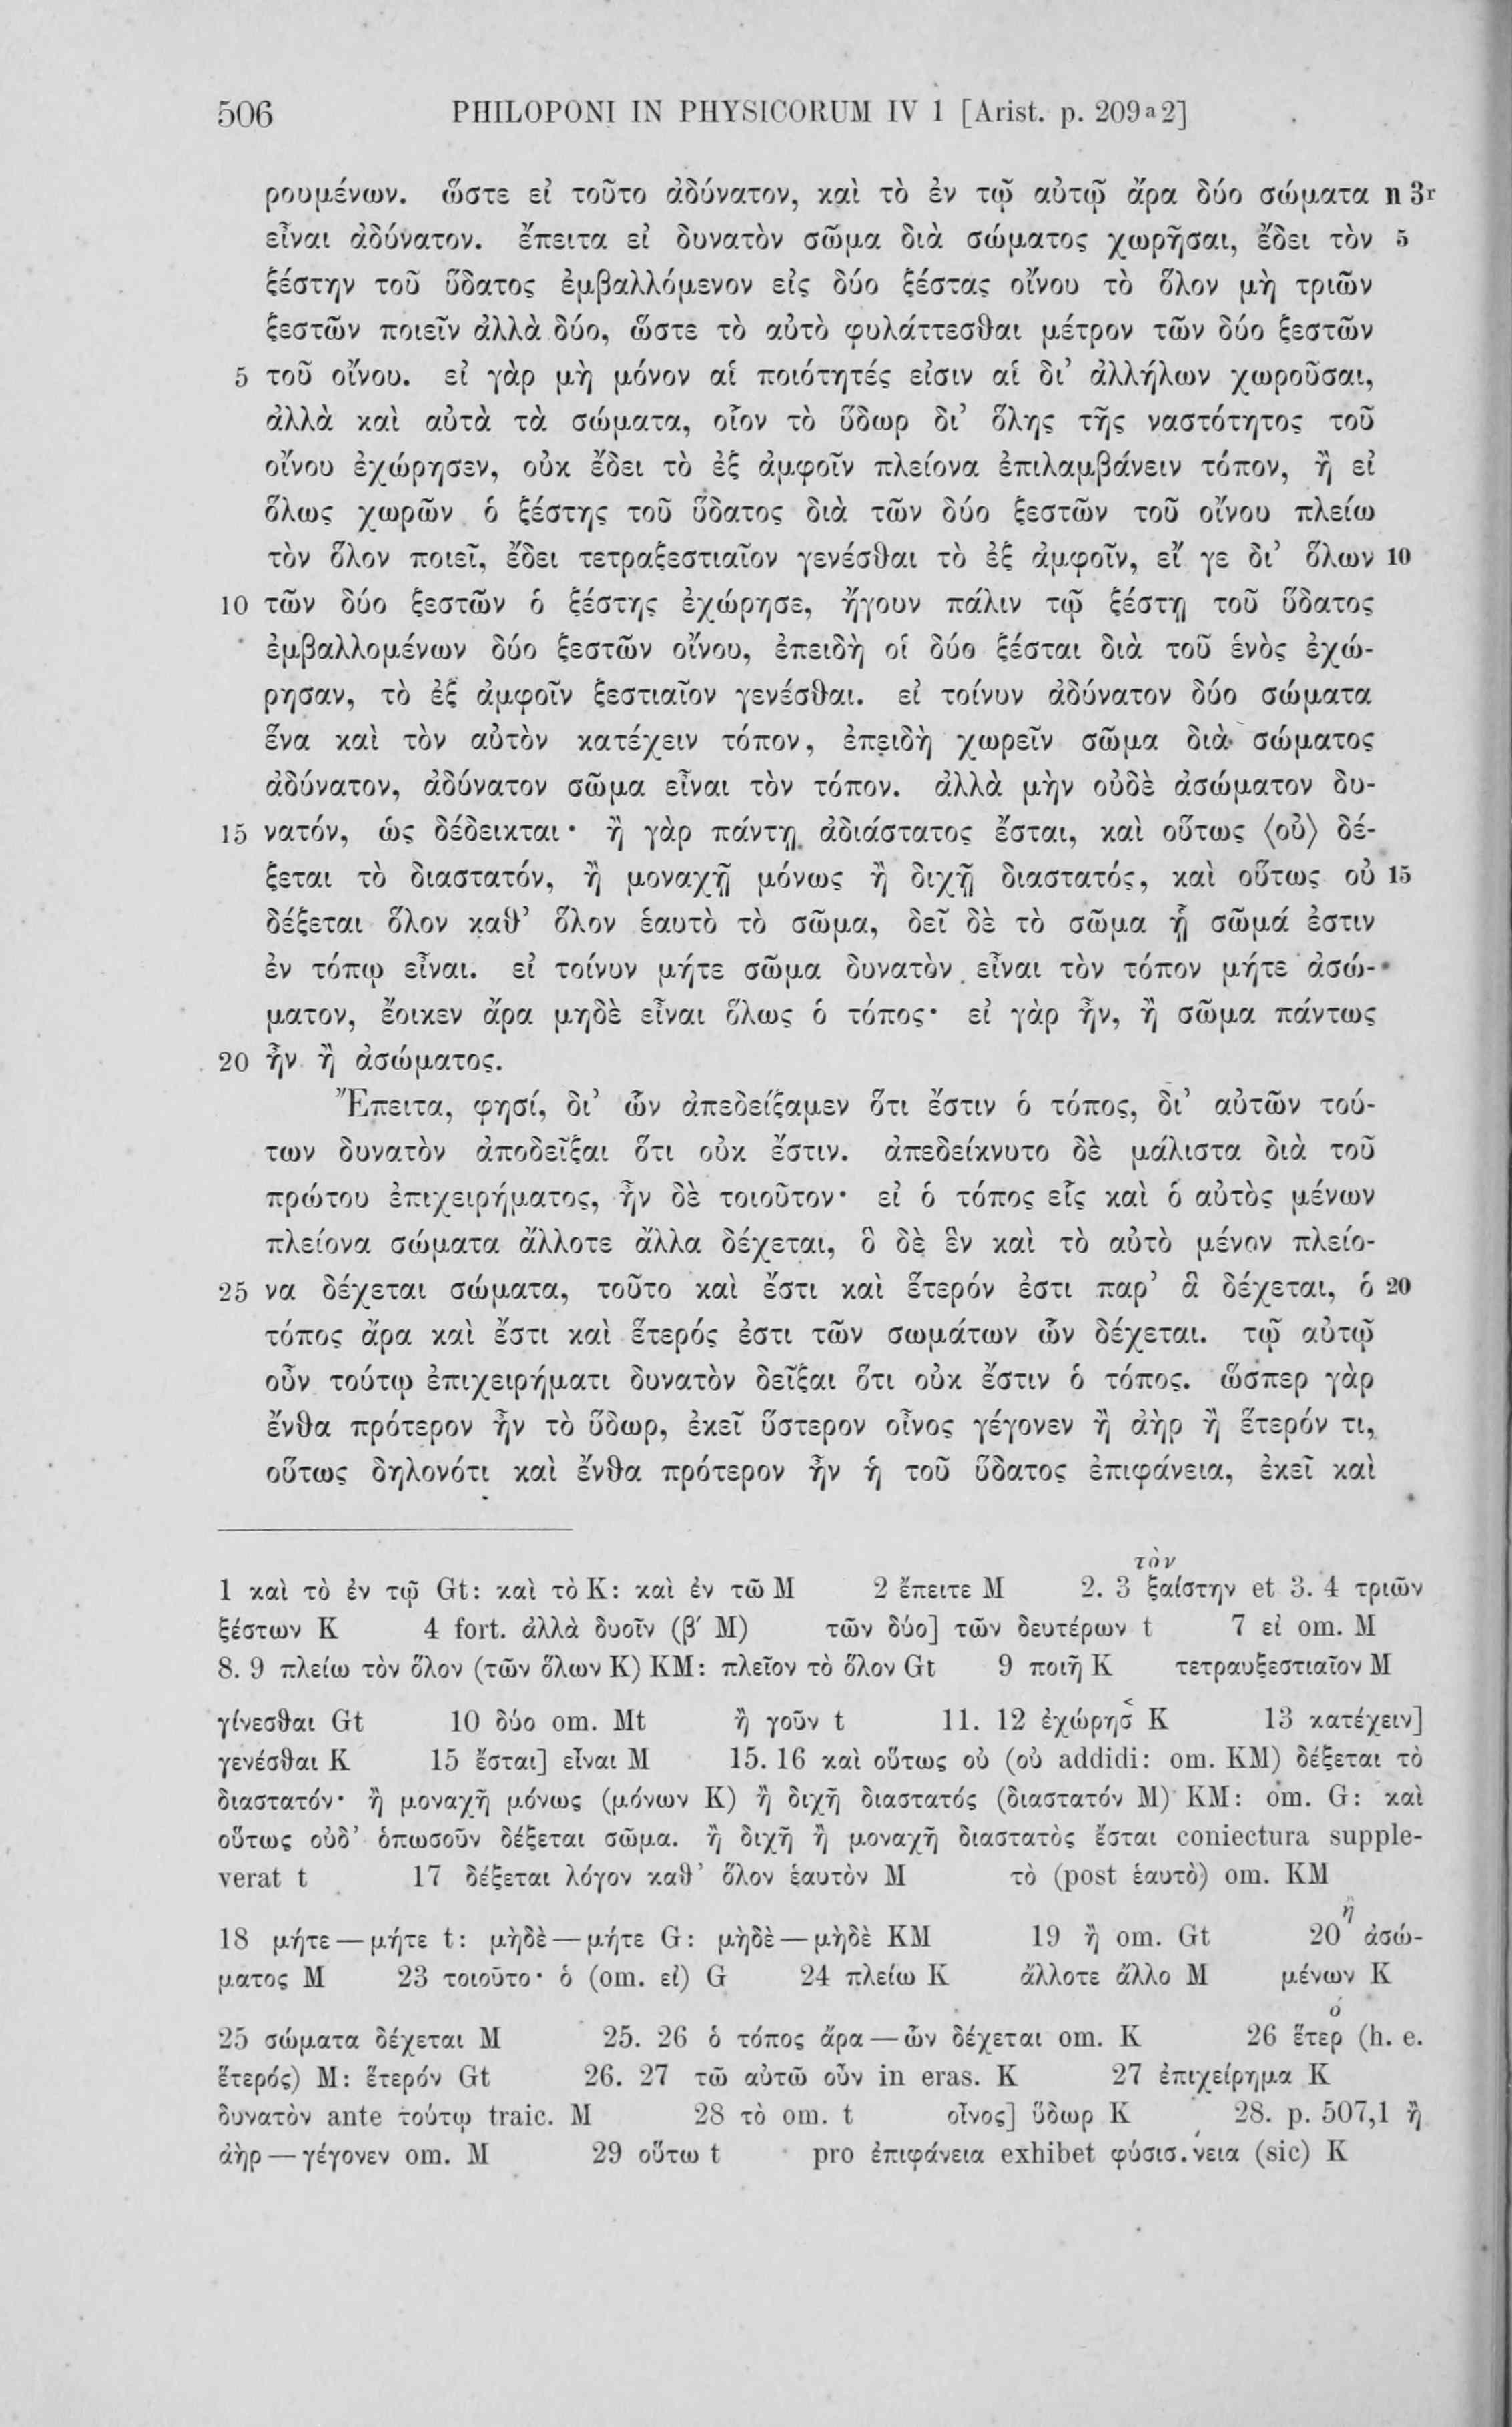 506 PHILOPONI IN PHYSICORUM IV 1 [Arist. p. 209a2]
ρουμένων. ὥστε εἰ τοῦτο ἀδύνατον, καὶ τὸ ἐν τῷ αὐτῷ ἄρα δύο σώματα n 3r
εἶναι ἀδύνατον. ἔπειτα εἰ δυνατὸν σῶμα διὰ σώματος χωρῆσαι, ἔδει τὸν 5
ξέστην τοῦ ὕδατος ἐμβαλλόμενον εἰς δύο ξέστας οἴνου τὸ ὅλον μὴ τριῶν
ξεστῶν ποιεῖν ἀλλὰ δύο, ὥστε τὸ αὐτὸ φυλάττεσθαι μέτρον τῶν δύο ξεστῶν
5 τοῦ οἴνου. εἰ γὰρ μὴ μόνον αἱ ποιότητές εἰσιν αἱ δι’ ἀλλήλων χωροῦσαι,
ἀλλὰ καὶ αὐτὰ τὰ σώματα, οἷον τὸ ὕδωρ δι’ ὅλης τῆς ναστότητος τοῦ
οἴνου ἐχώρησεν, οὐκ ἔδει τὸ ἐξ ἀμφοῖν πλείονα ἐπιλαμβάνειν τόπον, ἢ εἰ
ὅλως χωρῶν ὁ ξέστης τοῦ ὕδατος διὰ τῶν δύο ξεστῶν τοῦ οἴνου πλείω
τὸν ὅλον ποιεῖ, ἔδει τετραξεστιαῖον γενέσθαι τὸ ἐξ ἀμφοῖν, εἴ γε δι’ ὅλων 10
10 τῶν δύο ξεστῶν ὁ ξέστης ἐχώρησε, ἤγουν πάλιν τῷ ξέστῃ τοῦ ὕδατος
ἐμβαλλομένων δύο ξεστῶν οἴνου, ἐπειδὴ οἱ δύο ξέσται διὰ τοῦ ἑνὸς ἐχώ-
ρησαν, τὸ ἐξ ἀμφοῖν ξεστιαῖον γενέσθαι. εἰ τοίνυν ἀδύνατον δύο σώματα
ἕνα καὶ τὸν αὐτὸν κατέχειν τόπον, ἐπειδὴ χωρεῖν σῶμα διὰ σώματος
ἀδύνατον, ἀδύνατον σῶμα εἶναι τὸν τόπον. ἀλλὰ μὴν οὐδὲ ἀσώματον δυ-
15 νατόν, ὡς δέδεικται· ἢ γὰρ πάντῃ ἀδιάστατος ἔσται, καὶ οὕτως ⟨οὐ⟩ δέ-
ξεται τὸ διαστατόν, ἢ μοναχῇ μόνως ἢ διχῇ διαστατός, καὶ οὕτως οὐ 15
δέξεται ὅλον καθ’ ὅλον ἑαυτὸ τὸ σῶμα, δεῖ δὲ τὸ σῶμα ᾗ σῶμά ἐστιν
ἐν τόπῳ εἶναι. εἰ τοίνυν μήτε σῶμα δυνατὸν εἶναι τὸν τόπον μήτε ἀσώ-
ματον, ἔοικεν ἄρα μηδὲ εἶναι ὅλως ὁ τόπος· εἰ γὰρ ἦν, ἢ σῶμα πάντως
20 ἦν ἢ ἀσώματος.
Ἔπειτα, φησί, δι’ ὧν ἀπεδείξαμεν ὅτι ἔστιν ὁ τόπος, δι’ αὐτῶν τού-
των δυνατὸν ἀποδεῖξαι ὅτι οὐκ ἔστιν. ἀπεδείκνυτο δὲ μάλιστα διὰ τοῦ
πρώτου ἐπιχειρήματος, ἦν δὲ τοιοῦτον· εἰ ὁ τόπος εἷς καὶ ὁ αὐτὸς μένων
πλείονα σώματα ἄλλοτε ἄλλα δέχεται, ὃ δὲ ἓν καὶ τὸ αὐτὸ μένον πλείο-
25 να δέχεται σώματα, τοῦτο καὶ ἔστι καὶ ἕτερόν ἐστι παρ’ ἃ δέχεται, ὁ 20
τόπος ἄρα καὶ ἔστι καὶ ἕτερός ἐστι τῶν σωμάτων ὧν δέχεται. τῷ αὐτῷ
οὖν τούτῳ ἐπιχειρήματι δυνατὸν δεῖξαι ὅτι οὐκ ἔστιν ὁ τόπος. ὥσπερ γὰρ
ἔνθα πρότερον ἦν τὸ ὕδωρ, ἐκεῖ ὕστερον οἶνος γέγονεν ἢ ἀὴρ ἢ ἕτερόν τι,
οὕτως δηλονότι καὶ ἔνθα πρότερον ἦν ἡ τοῦ ὕδατος ἐπιφάνεια, ἐκεῖ καὶ
τὸν
1 καὶ τὸ ἐν τῷ Gt: καὶ τὸ K: καὶ ἐν τῶ M 2 ἔπειτε M 2. 3 ξαίστην et 3. 4 τριῶν
ξέστων K 4 fort. ἀλλὰ δυοῖν (β′ M) τῶν δύο] τῶν δευτέρων t 7 εἰ om. M
8. 9 πλείω τὸν ὅλον (τῶν ὅλων K) KM: πλεῖον τὸ ὅλον Gt 9 ποιῆ K τετραυξεστιαῖον M
γίνεσθαι Gt 10 δύο om. Mt ἢ γοῦν t 11. 12 ἐχώρησ K 13 κατέχειν]
γενέσθαι K 15 ἔσται] εἶναι M 15. 16 καὶ οὕτως οὐ (οὐ addidi: om. KM) δέξεται τὸ
διαστατόν· ἢ μοναχῆ μόνως (μόνων K) ἢ διχῆ διαστατός (διαστατόν M) KM: om. G: καὶ
οὕτως οὐδ’ ὁπωσοῦν δέξεται σῶμα. ἢ διχῆ ἢ μοναχῆ διαστατὸς ἔσται coniectura supple-
verat t 17 δέξεται λόγον καθ’ ὅλον ἑαυτὸν M τὸ (post ἑαυτὸ) om. KM
ἢ
18 μήτε — μήτε t: μὴδὲ — μήτε G: μὴδὲ — μὴδὲ KM 19 ἢ om. Gt 20 ἀσώ-
ματος M 23 τοιοῦτο· ὁ (om. εἰ) G 24 πλείω K ἄλλοτε ἄλλο M μένων K
ό
25 σώματα δέχεται M 25. 26 ὁ τόπος ἄρα — ὧν δέχεται om. K 26 ἕτερ (h. e.
ἕτερός) M: ἕτερόν Gt 26. 27 τῶ αὐτῶ οὖν in eras. K 27 ἐπιχείρημα K
δυνατὸν ante τούτῳ traic. M 28 τὸ om. t οἶνος] ὕδωρ K 28. p. 507,1 ἢ
ἀὴρ — γέγονεν om. M 29 οὕτω t pro ἐπιφάνεια exhibet φύσισ.νεια (sic) K